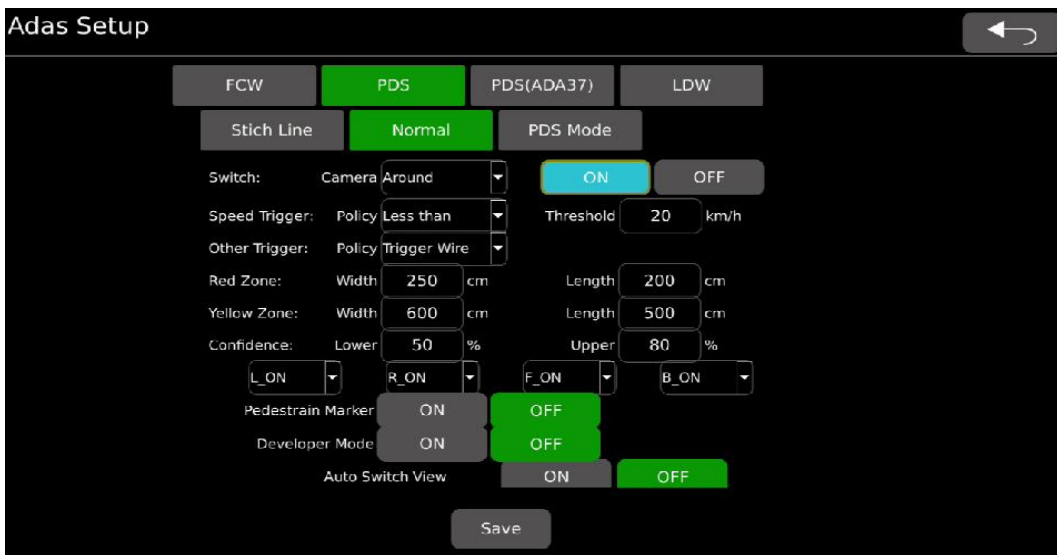 Adas Setup
FCW PDS PDS(ADA37) LDW
Stich Line Normal PDS Mode
Switch: Camera Around ON OFF
Speed Trigger: Policy Less than Threshold 20 km/h
Other Trigger: Policy Trigger Wire
Red Zone: Width 250 cm Length 200 cm
Yellow Zone: Width 600 cm Length 500 cm
Confidence: Lower 50 % Upper 80 %
L_ON R_ON F_ON B_ON
Pedestrain Marker ON OFF
Developer Mode ON OFF
Auto Switch View ON OFF
Save